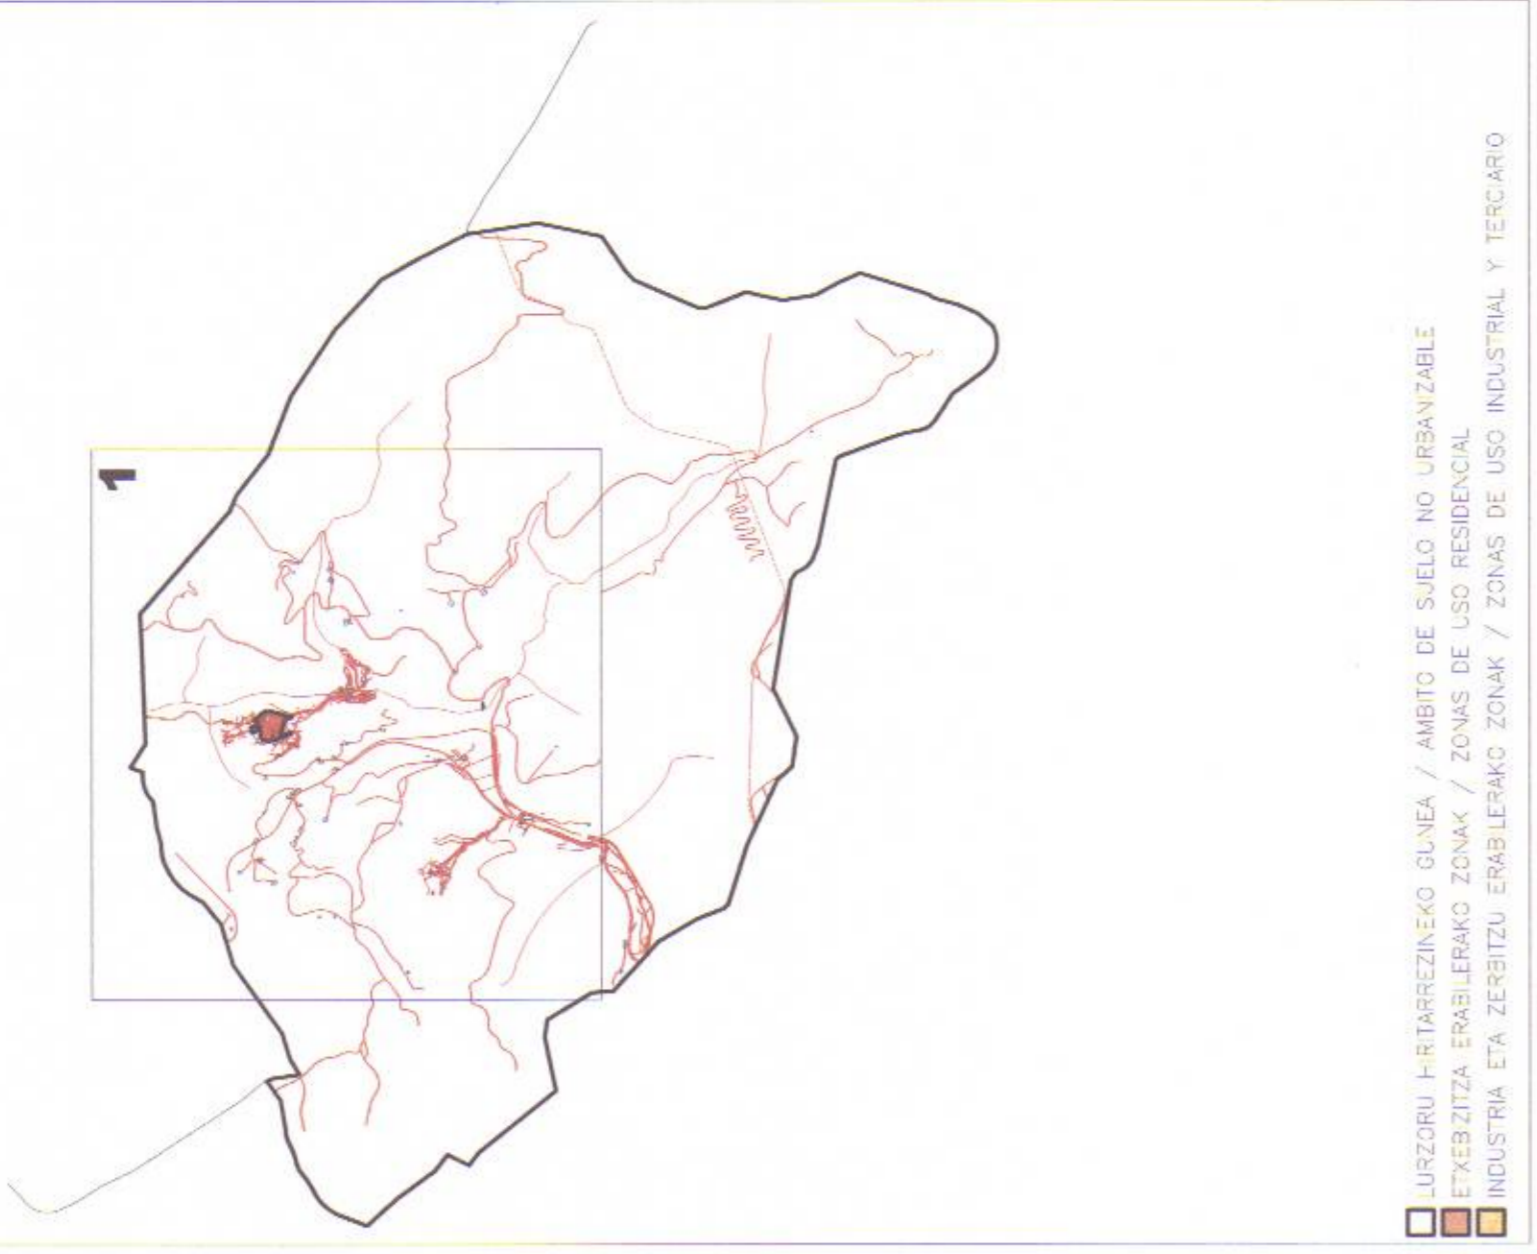 1
LURZORU HIRITARREZINEKO GUNEA / AMBITO DE SUELO NO URBANIZABLE
ETXEBIZITZA ERABILERAKO ZONAK / ZONAS DE USO RESIDENCIAL
INDUSTRIA ETA ZERBITZU ERABILERAKO ZONAK / ZONAS DE USO INDUSTRIAL Y TERCIARIO